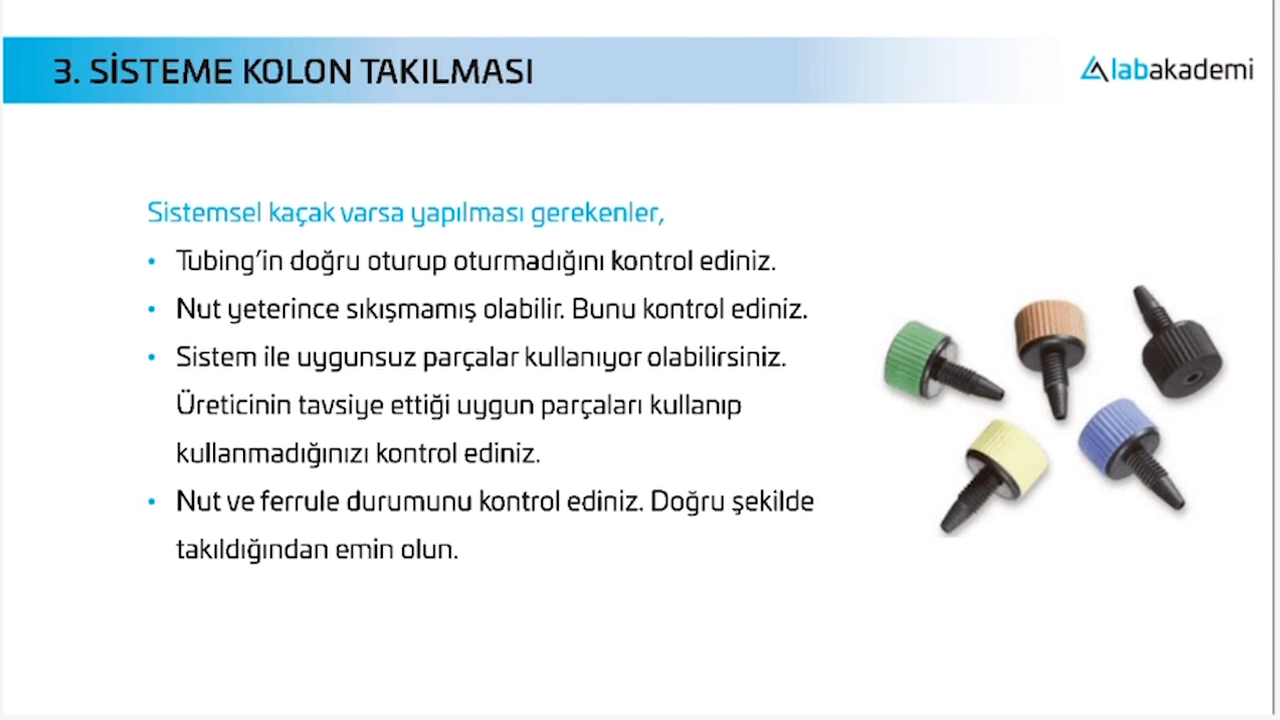 3. SİSTEME KOLON TAKILMASI
labakademi
Sistemsel kaçak varsa yapılması gerekenler,
• Tubing'in doğru oturup oturmadığını kontrol ediniz.
• Nut yeterince sıkışmamış olabilir. Bunu kontrol ediniz.
• Sistem ile uygunsuz parçalar kullanıyor olabilirsiniz.
Üreticinin tavsiye ettiği uygun parçaları kullanıp
kullanmadığınızı kontrol ediniz.
• Nut ve ferrule durumunu kontrol ediniz. Doğru şekilde
takıldığından emin olun.